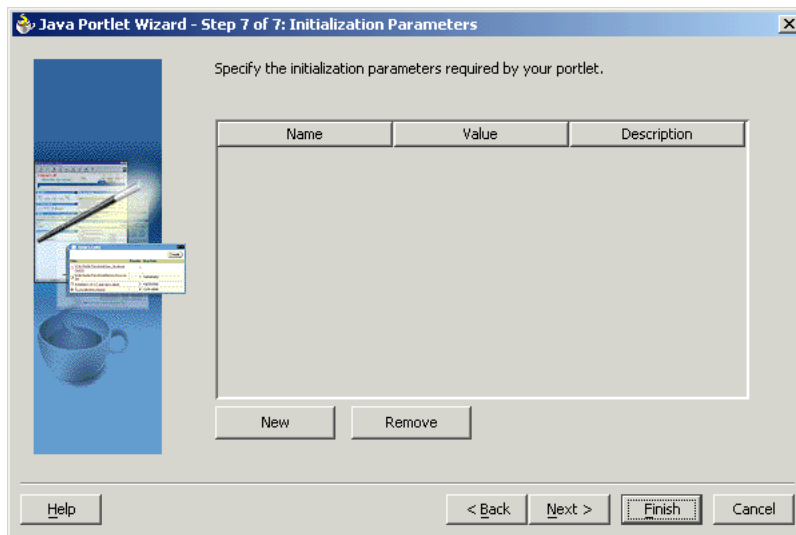 Java Portlet Wizard - Step 7 of 7: Initialization Parameters
Specify the initialization parameters required by your portlet.
Name Value Description
New Remove
Help < Back Next > Finish Cancel